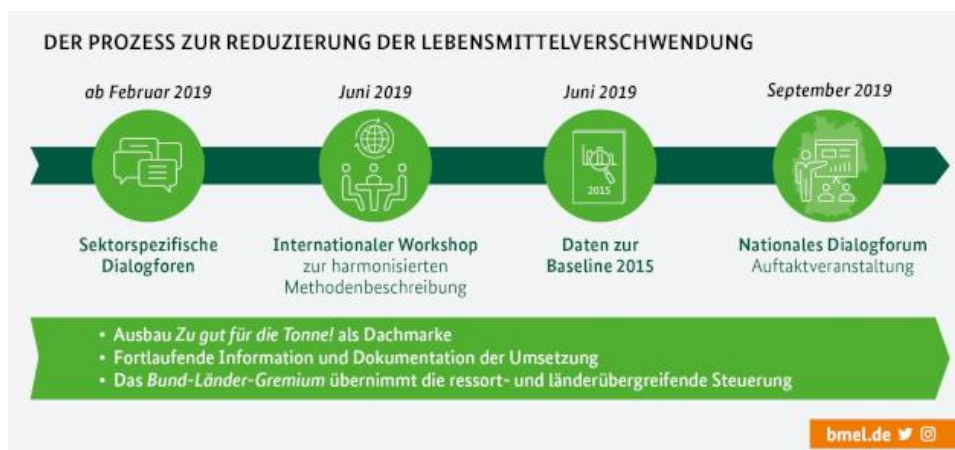 DER PROZESS ZUR REDUZIERUNG DER LEBENSMITTELVERSCHWENDUNG
ab Februar 2019
Juni 2019
Juni 2019
September 2019
2015
Sektorspezifische
Dialogforen
Internationaler Workshop
zur harmonisierten
Methodenbeschreibung
Daten zur
Baseline 2015
Nationales Dialogforum
Auftaktveranstaltung
• Ausbau Zu gut für die Tonne! als Dachmarke
• Fortlaufende Information und Dokumentation der Umsetzung
• Das Bund-Länder-Gremium übernimmt die ressort- und länderübergreifende Steuerung
bmel.de